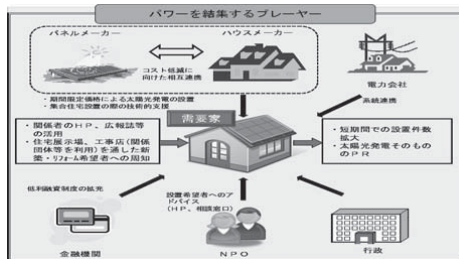 パワーを結集するプレーヤー
パネルメーカー
ハウスメーカー
コスト低減に
向けた相互連携
電力会社
・期間限定価格による太陽光発電の設置
・集合住宅設置の際の技術的支援
系統連携
需要家
・関係者のHP、広報誌等
の活用
・住宅展示場、工事店(関係
団体等を利用)を通した新
築・リフォーム希望者への周知
・短期間での設置件数
拡大
・太陽光発電そのもの
のPR
低利融資制度の拡充
設置希望者へのア
ドバイス
(HP、相談窓口)
金融機関
NPO
行政